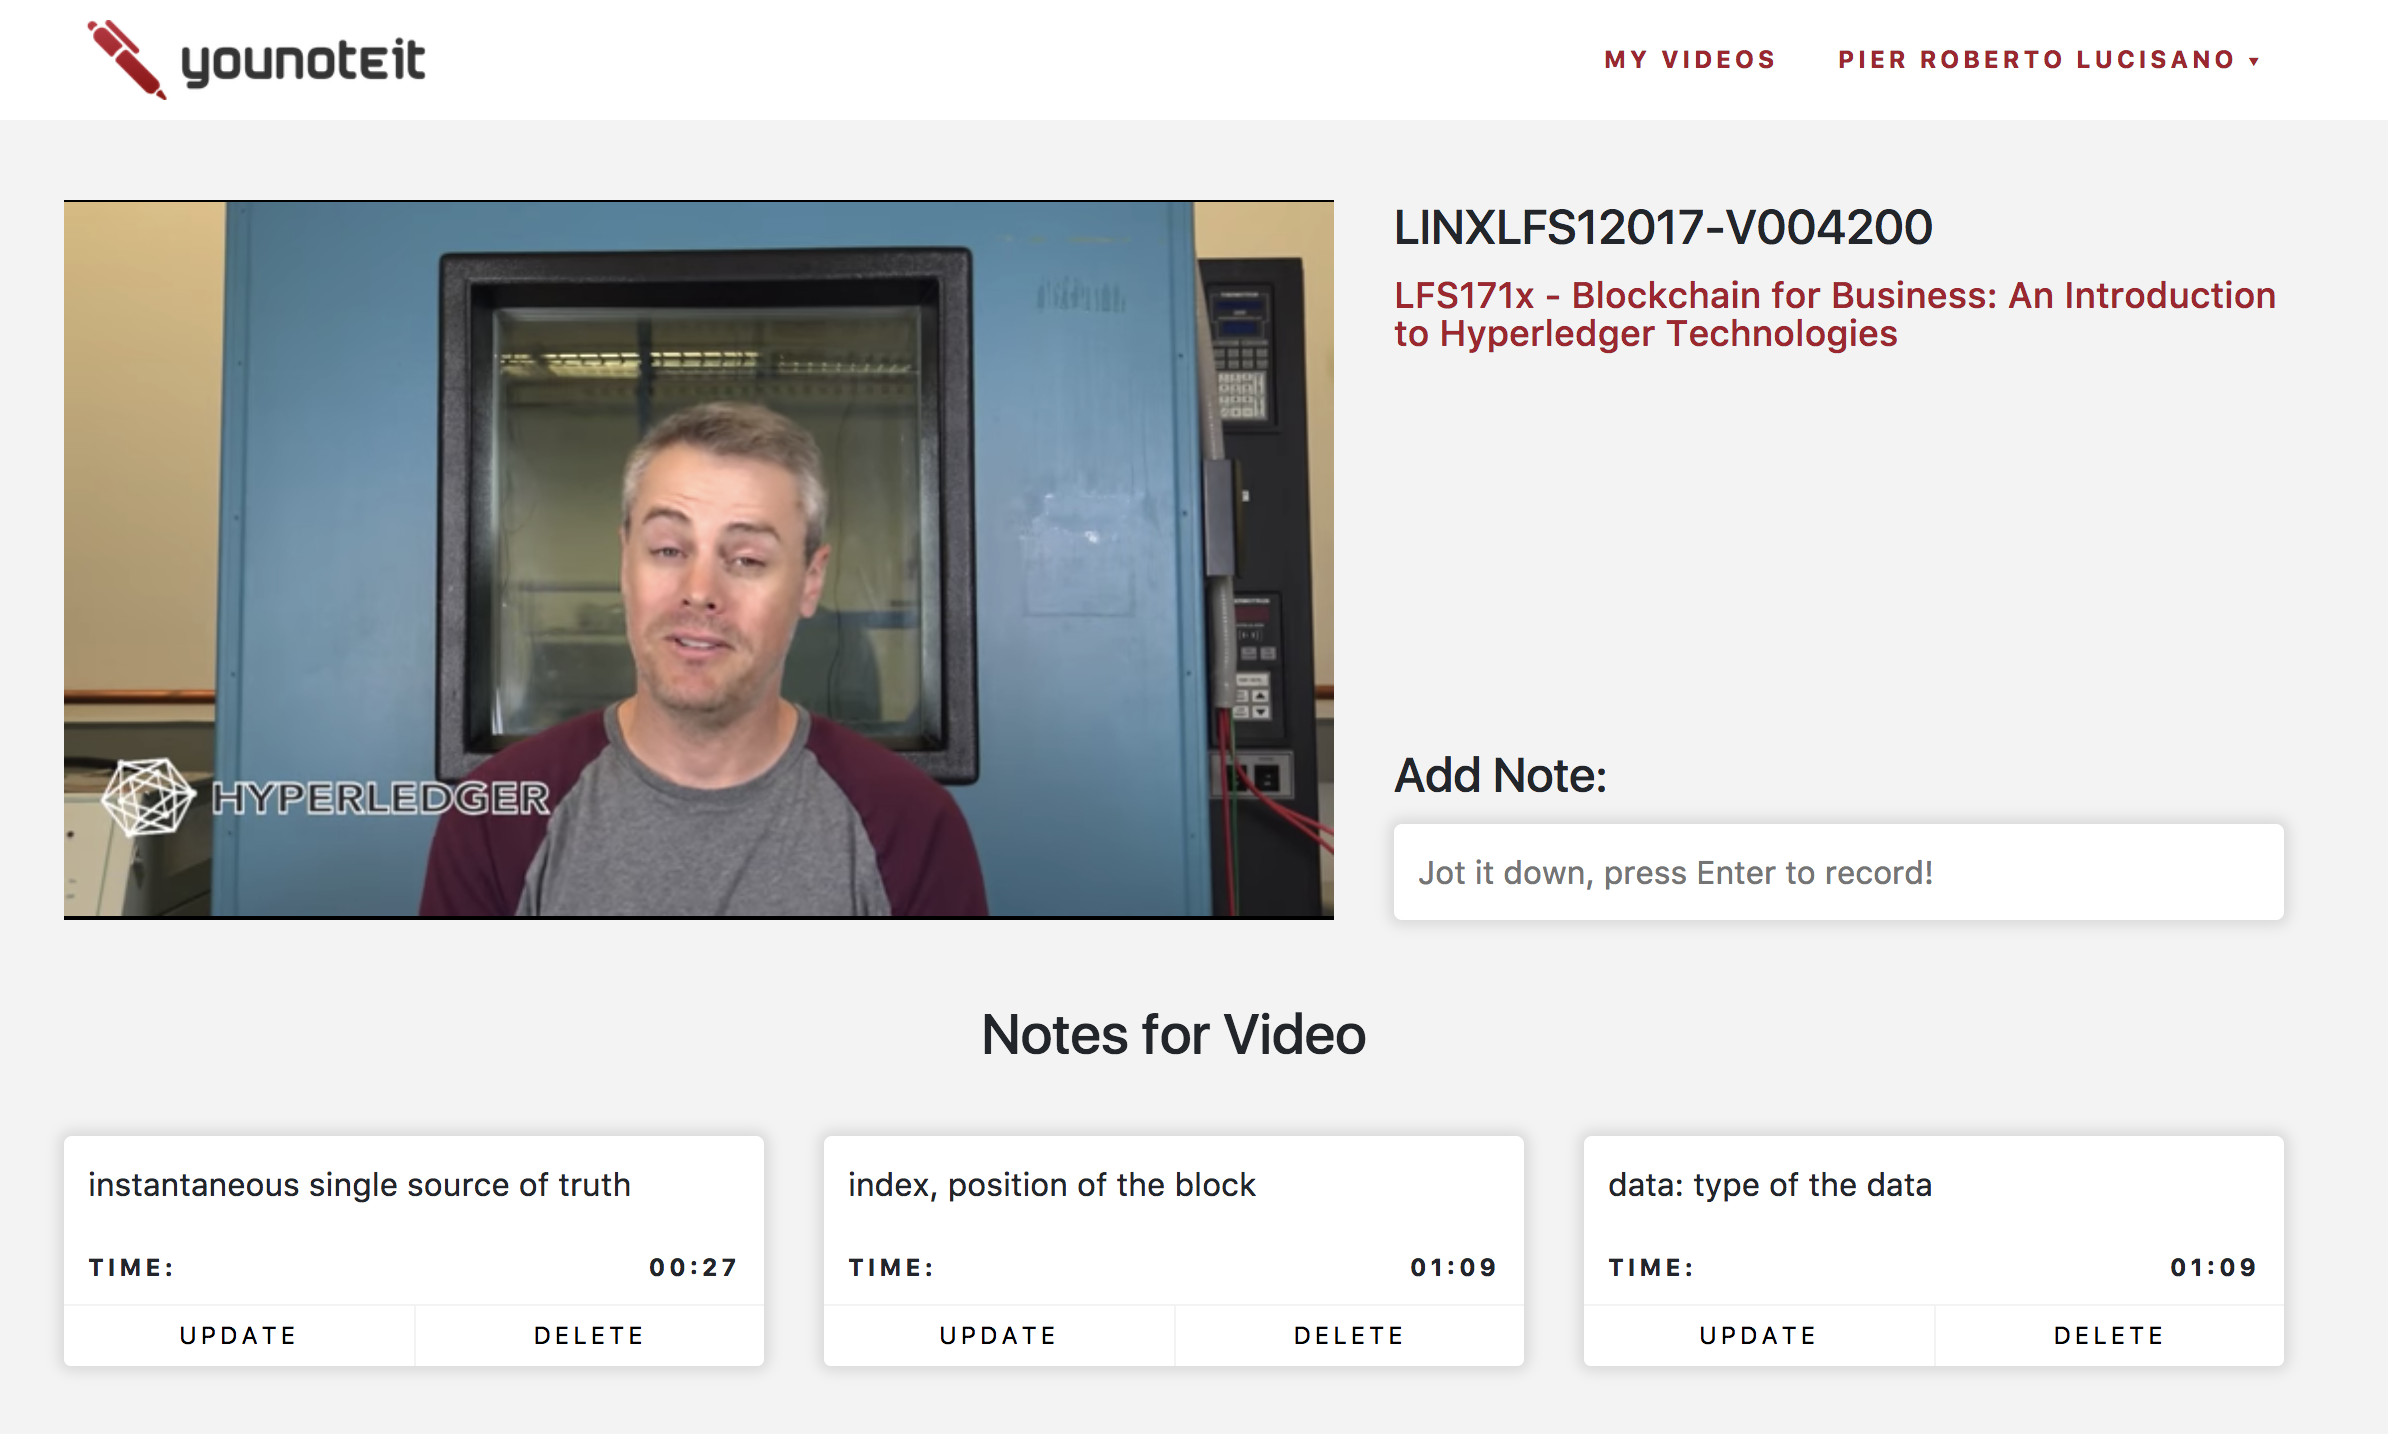 younotEit
MY VIDEOS
PIER ROBERTO LUCISANO ▾
LINXLFS12017-V004200
LFS171x - Blockchain for Business: An Introduction
to Hyperledger Technologies
HYPERLEDGER
Add Note:
Jot it down, press Enter to record!
Notes for Video
instantaneous single source of truth
TIME: 00:27
UPDATE DELETE
index, position of the block
TIME: 01:09
UPDATE DELETE
data: type of the data
TIME: 01:09
UPDATE DELETE